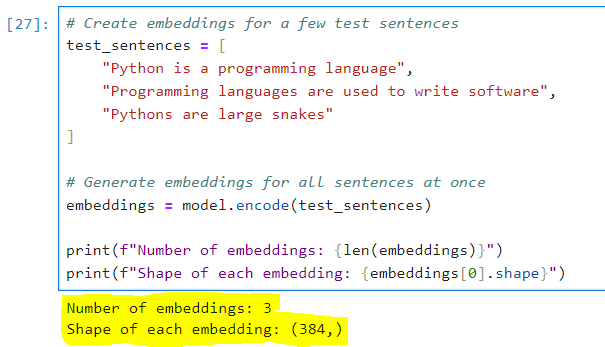 [27]: # Create embeddings for a few test sentences
test_sentences = [
    "Python is a programming language",
    "Programming languages are used to write software",
    "Pythons are large snakes"
]
# Generate embeddings for all sentences at once
embeddings = model.encode(test_sentences)
print(f"Number of embeddings: {len(embeddings)}")
print(f"Shape of each embedding: {embeddings[0].shape}")
Number of embeddings: 3
Shape of each embedding: (384,)